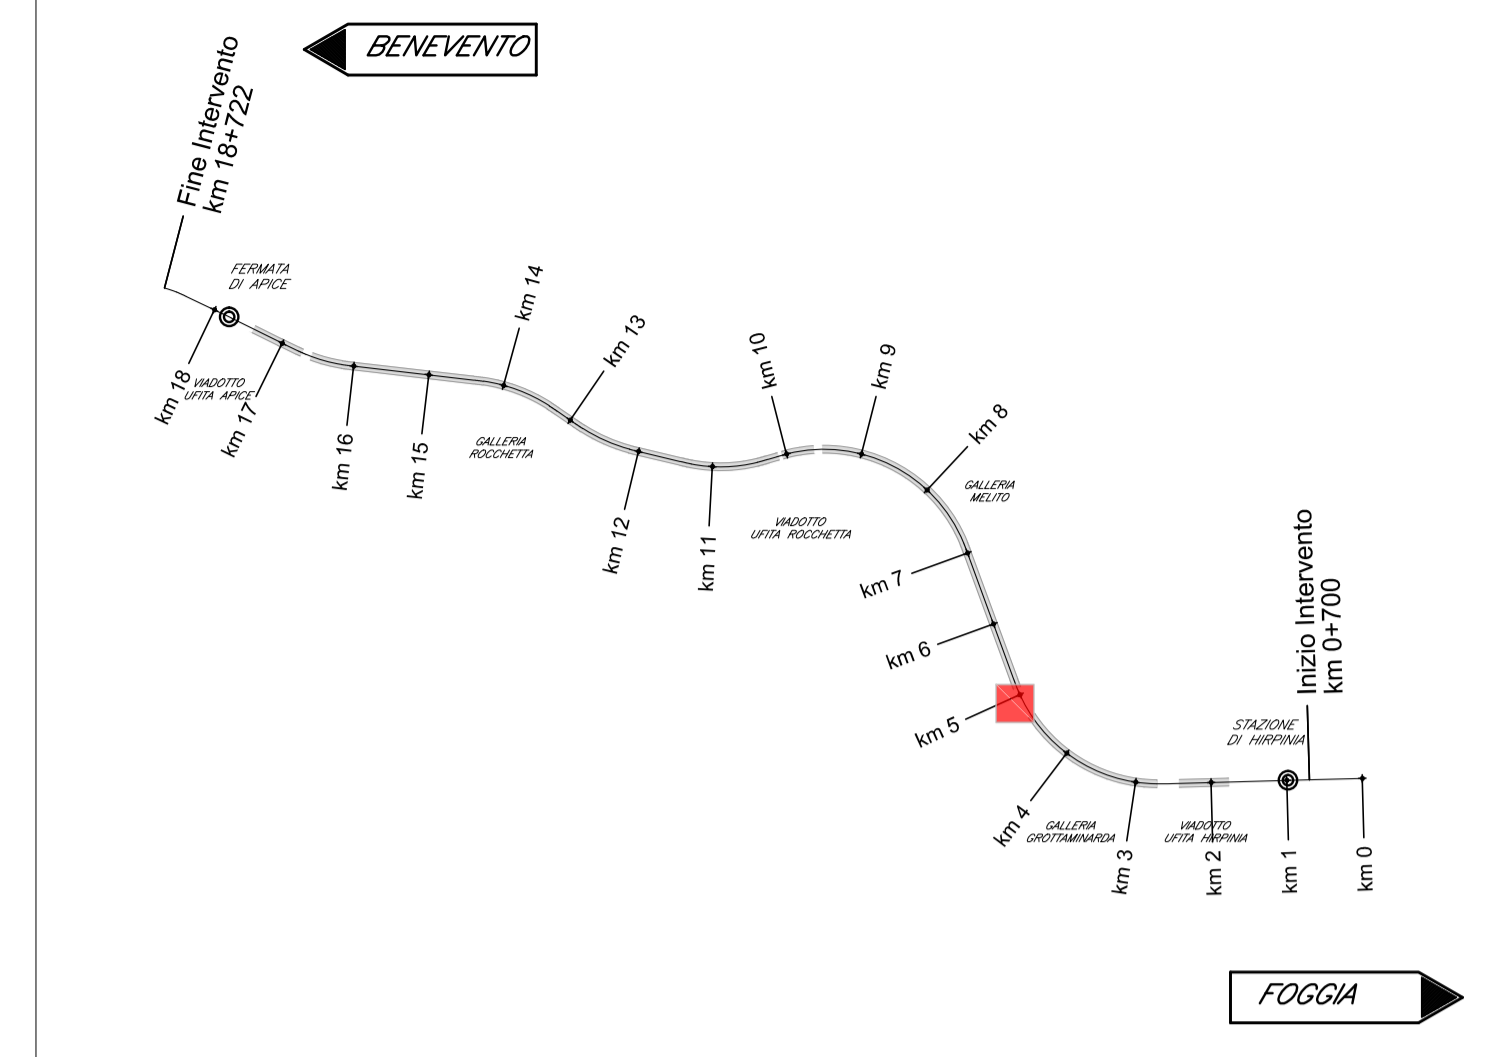 BENEVENTO
Fine Intervento
km 18+722
FERMATA
DI APICE
km 18
VIADOTTO
UFITA APICE
km 17
km 16
km 15
km 14
GALLERIA
ROCCHETTA
km 13
km 12
km 11
km 10
VIADOTTO
UFITA ROCCHETTA
km 9
km 8
GALLERIA
MELITO
km 7
km 6
km 5
km 4
GALLERIA
GROTTAMINARDA
km 3
VIADOTTO
UFITA HIRPINIA
km 2
STAZIONE
DI HIRPINIA
km 1
Inizio Intervento
km 0+700
km 0
FOGGIA